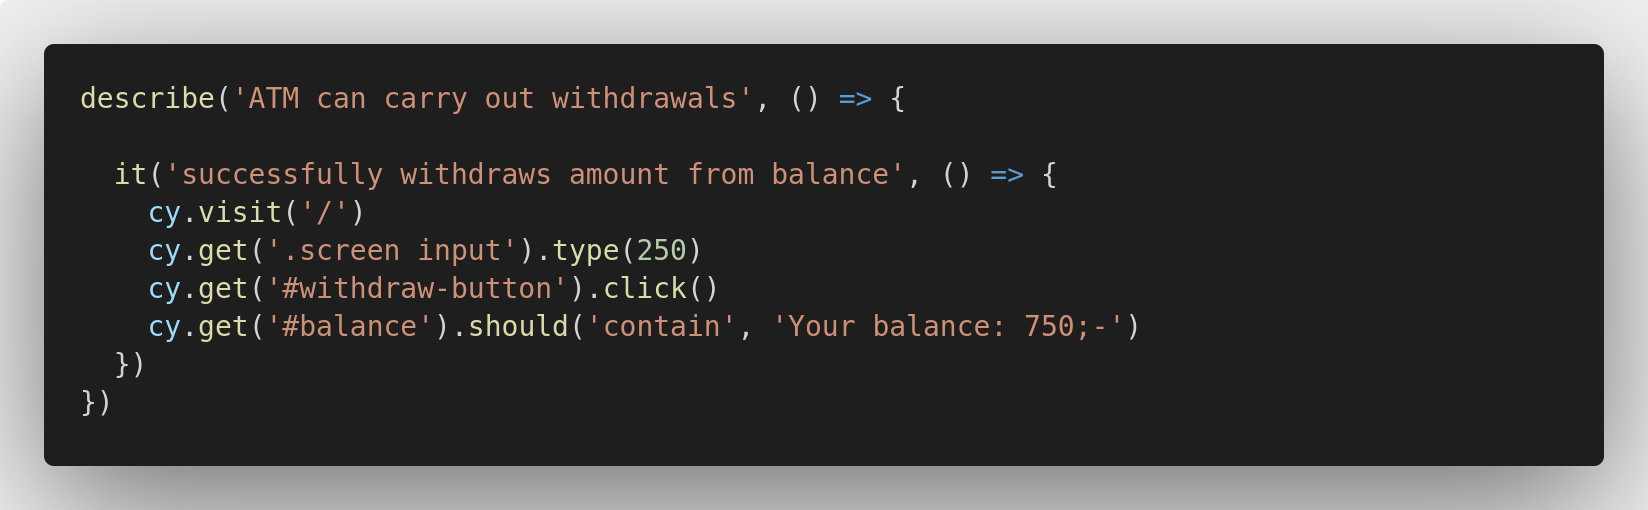 describe('ATM can carry out withdrawals', () => {
it('successfully withdraws amount from balance', () => {
cy.visit('/')
cy.get('.screen input').type(250)
cy.get('#withdraw-button').click()
cy.get('#balance').should('contain', 'Your balance: 750;-')
})
})